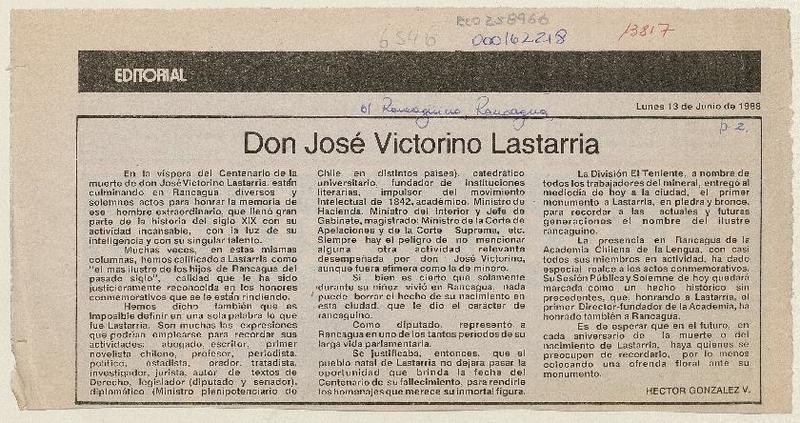 RCO258966
6546
000162218
13817
EDITORIAL
el Rancagüino, Rancagua,
Lunes 13 de Junio de 1988
p. 2.
Don José Victorino Lastarria
En la víspera del Centenario de la
muerte de don José Victorino Lastarria, están
culminando en Rancagua diversos y
solemnes actos para honrar la memoria de
ese hombre extraordinario, que llenó gran
parte de la historia del siglo XIX con su
actividad incansable, con la luz de su
inteligencia y con su singular talento.
Muchas veces, en estas mismas
columnas, hemos calificado a Lastarria como
"el mas ilustre de los hijos de Rancagua del
pasado siglo", calidad que le ha sido
justicieramente reconocida en los honores
conmemorativos que se le están rindiendo.
Hemos dicho también que es
imposible definir en una sola palabra lo que
fue Lastarria. Son muchas las expresiones
que podrían emplearse para recordar sus
actividades: abogado, escritor, primer
novelista chileno, profesor, periodista,
político, estadista, orador, tratadista,
investigador, jurista, autor de textos de
Derecho, legislador (diputado y senador),
diplomático (Ministro plenipotenciario de
Chile en distintos países), catedrático
universitario, fundador de instituciones
literarias, impulsor del movimiento
intelectual de 1842, académico, Ministro de
Hacienda, Ministro del Interior y Jefe de
Gabinete, magistrado: Ministro de la Corte de
Apelaciones y de la Corte Suprema, etc.
Siempre hay el peligro de no mencionar
alguna otra actividad relevante
desempeñada por don José Victorino,
aunque fuera efímera como la de minero.
Si bien es cierto que solamente
durante su niñez vivió en Rancagua, nada
puede borrar el hecho de su nacimiento en
esta ciudad, que le dio el carácter de
rancagüino.
Como diputado, representó a
Rancagua en uno de los tantos períodos de su
larga vida parlamentaria.
Se justificaba, entonces, que el
pueblo natal de Lastarria no dejara pasar la
oportunidad que brinda la fecha del
Centenario de su fallecimiento, para rendirle
los homenajes que merece su inmortal figura.
La División El Teniente, a nombre de
todos los trabajadores del mineral, entregó al
mediodía de hoy a la ciudad, el primer
monumento a Lastarria, en piedra y bronce,
para recordar a las actuales y futuras
generaciones el nombre del ilustre
rancagüino.
La presencia en Rancagua de la
Academia Chilena de la Lengua, con casi
todos sus miembros en actividad, ha dado
especial realce a los actos conmemorativos.
Su Sesión Pública y Solemne de hoy quedará
marcada como un hecho histórico sin
precedentes, que, honrando a Lastarria, el
primer Director-fundador de la Academia, ha
honrado también a Rancagua.
Es de esperar que en el futuro, en
cada aniversario de la muerte o del
nacimiento de Lastarria, haya quienes se
preocupen de recordarlo, por lo menos
colocando una ofrenda floral ante su
monumento.
HECTOR GONZALEZ V.